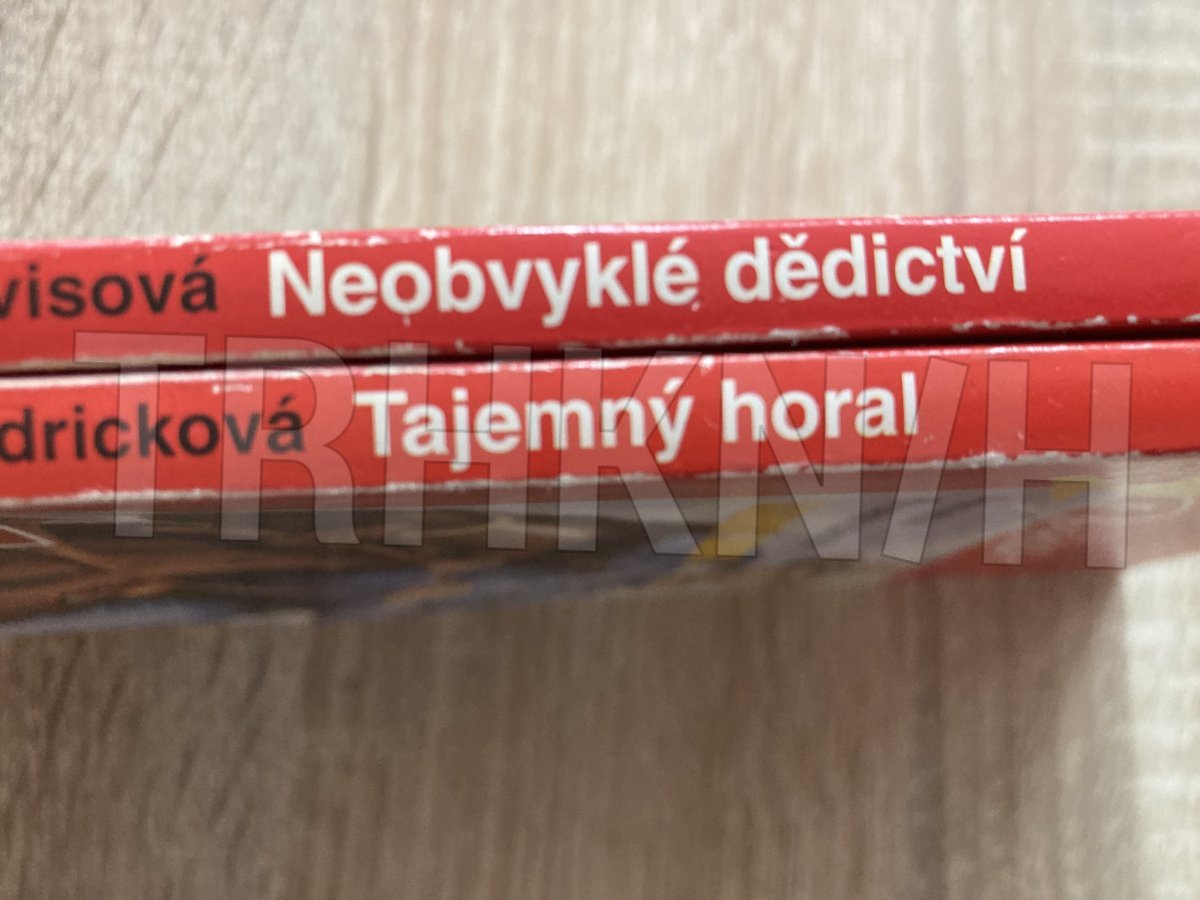 visová Neobvyklé dědictví
dricková Tajemný horal
TRHKNIH